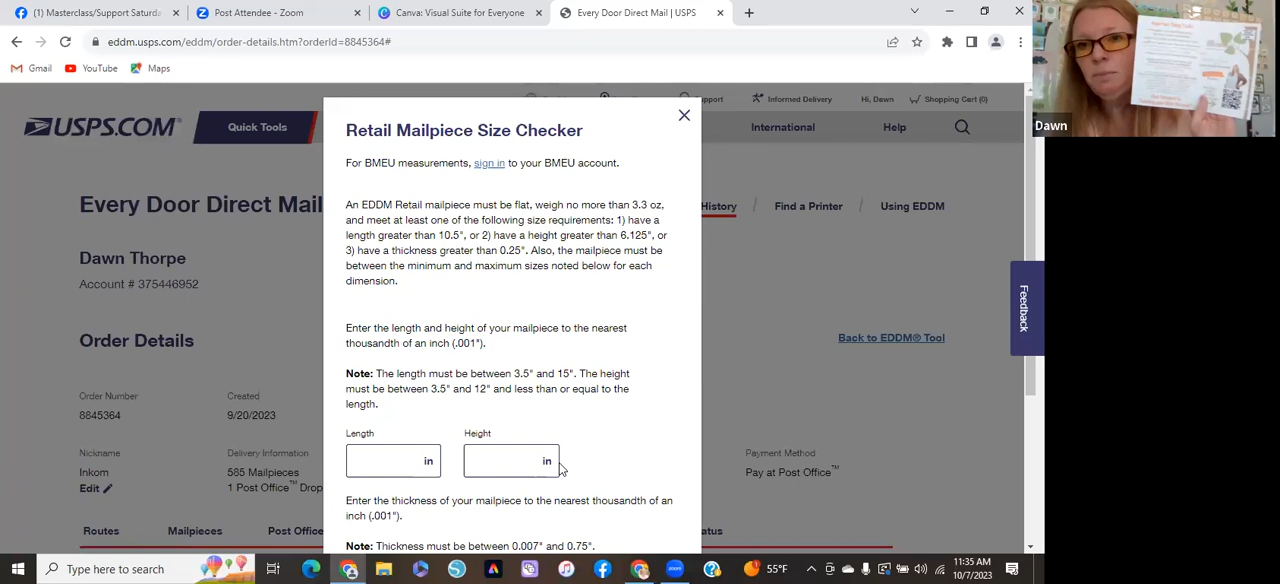 (1) Masterclass/Support Saturda
Post Attendee - Zoom
Canva: Visual Suite for Everyone
Every Door Direct Mail | USPS
eddm.usps.com/eddm/order-details.htm?orderId=8845364#
Gmail
YouTube
Maps
Dawn
upport
Informed Delivery
Hi, Dawn
Shopping Cart (0)
USPS.COM
Quick Tools
International
Help
Every Door Direct Mail
History
Find a Printer
Using EDDM
Dawn Thorpe
Account # 375446952
Order Details
Back to EDDM® Tool
Order Number
Created
8845364
9/20/2023
Nickname
Delivery Information
Payment Method
Inkom
585 Mailpieces
Pay at Post Office™
Edit
1 Post Office™ Drop
Routes
Mailpieces
Post Office
tatus
Feedback
Retail Mailpiece Size Checker
For BMEU measurements, sign in to your BMEU account.
An EDDM Retail mailpiece must be flat, weigh no more than 3.3 oz,
and meet at least one of the following size requirements: 1) have a
length greater than 10.5", or 2) have a height greater than 6.125", or
3) have a thickness greater than 0.25". Also, the mailpiece must be
between the minimum and maximum sizes noted below for each
dimension.
Enter the length and height of your mailpiece to the nearest
thousandth of an inch (.001").
Note: The length must be between 3.5" and 15". The height
must be between 3.5" and 12" and less than or equal to the
length.
Length
Height
in
in
Enter the thickness of your mailpiece to the nearest thousandth of an
inch (.001").
Note: Thickness must be between 0.007" and 0.75".
Type here to search
55°F
11:35 AM
10/7/2023